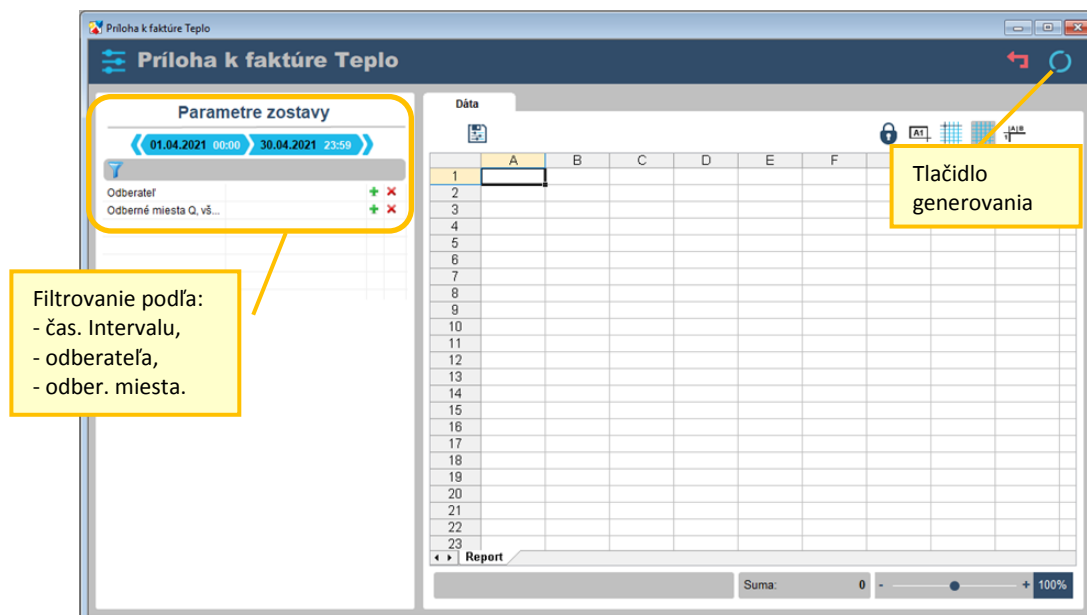 Príloha k faktúre Teplo
Príloha k faktúre Teplo
Parametre zostavy
01.04.2021 00:00 30.04.2021 23:59
Odberateľ
Odberné miesta Q, vš...
Filtrovanie podľa:
- čas. Intervalu,
- odberateľa,
- odber. miesta.
Dáta
A1
A B
1
A B C D E F
1
2
3
4
5
6
7
8
9
10
11
12
13
14
15
16
17
18
19
20
21
22
23
Tlačidlo
generovania
Report
Suma: 0 - + 100%